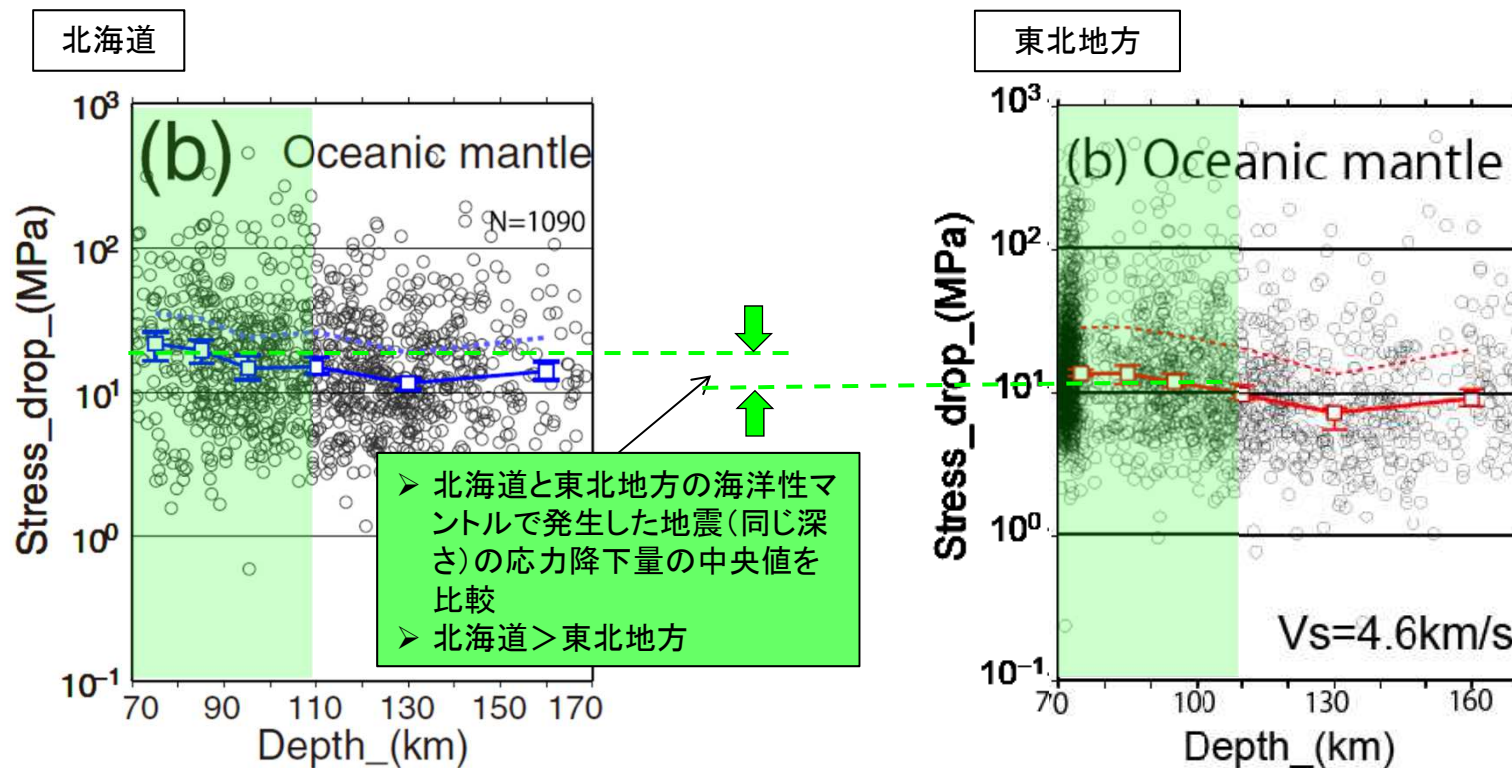 北海道
10³
10²
10¹
10⁰
10⁻¹
Stress_drop_(MPa)
(b) Oceanic mantle
N=1090
70 90 110 130 150 170
Depth_(km)
➢ 北海道と東北地方の海洋性マ
ントルで発生した地震(同じ深
さ)の応力降下量の中央値を
比較
➢ 北海道＞東北地方
東北地方
10³
10²
10¹
10⁰
10⁻¹
Stress_drop_(MPa)
(b) Oceanic mantle
Vs=4.6km/s
70 100 130 160
Depth_(km)